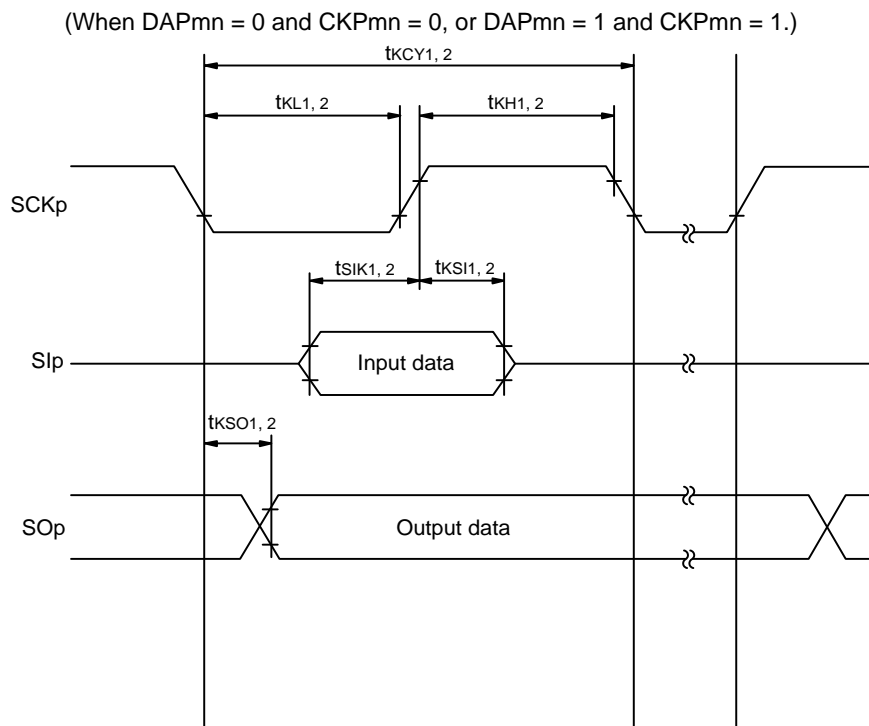 (When DAPmn = 0 and CKPmn = 0, or DAPmn = 1 and CKPmn = 1.)
tKCY1, 2
tKL1, 2
tKH1, 2
SCKp
tSIK1, 2
tKSI1, 2
SIp
Input data
tKSO1, 2
SOp
Output data